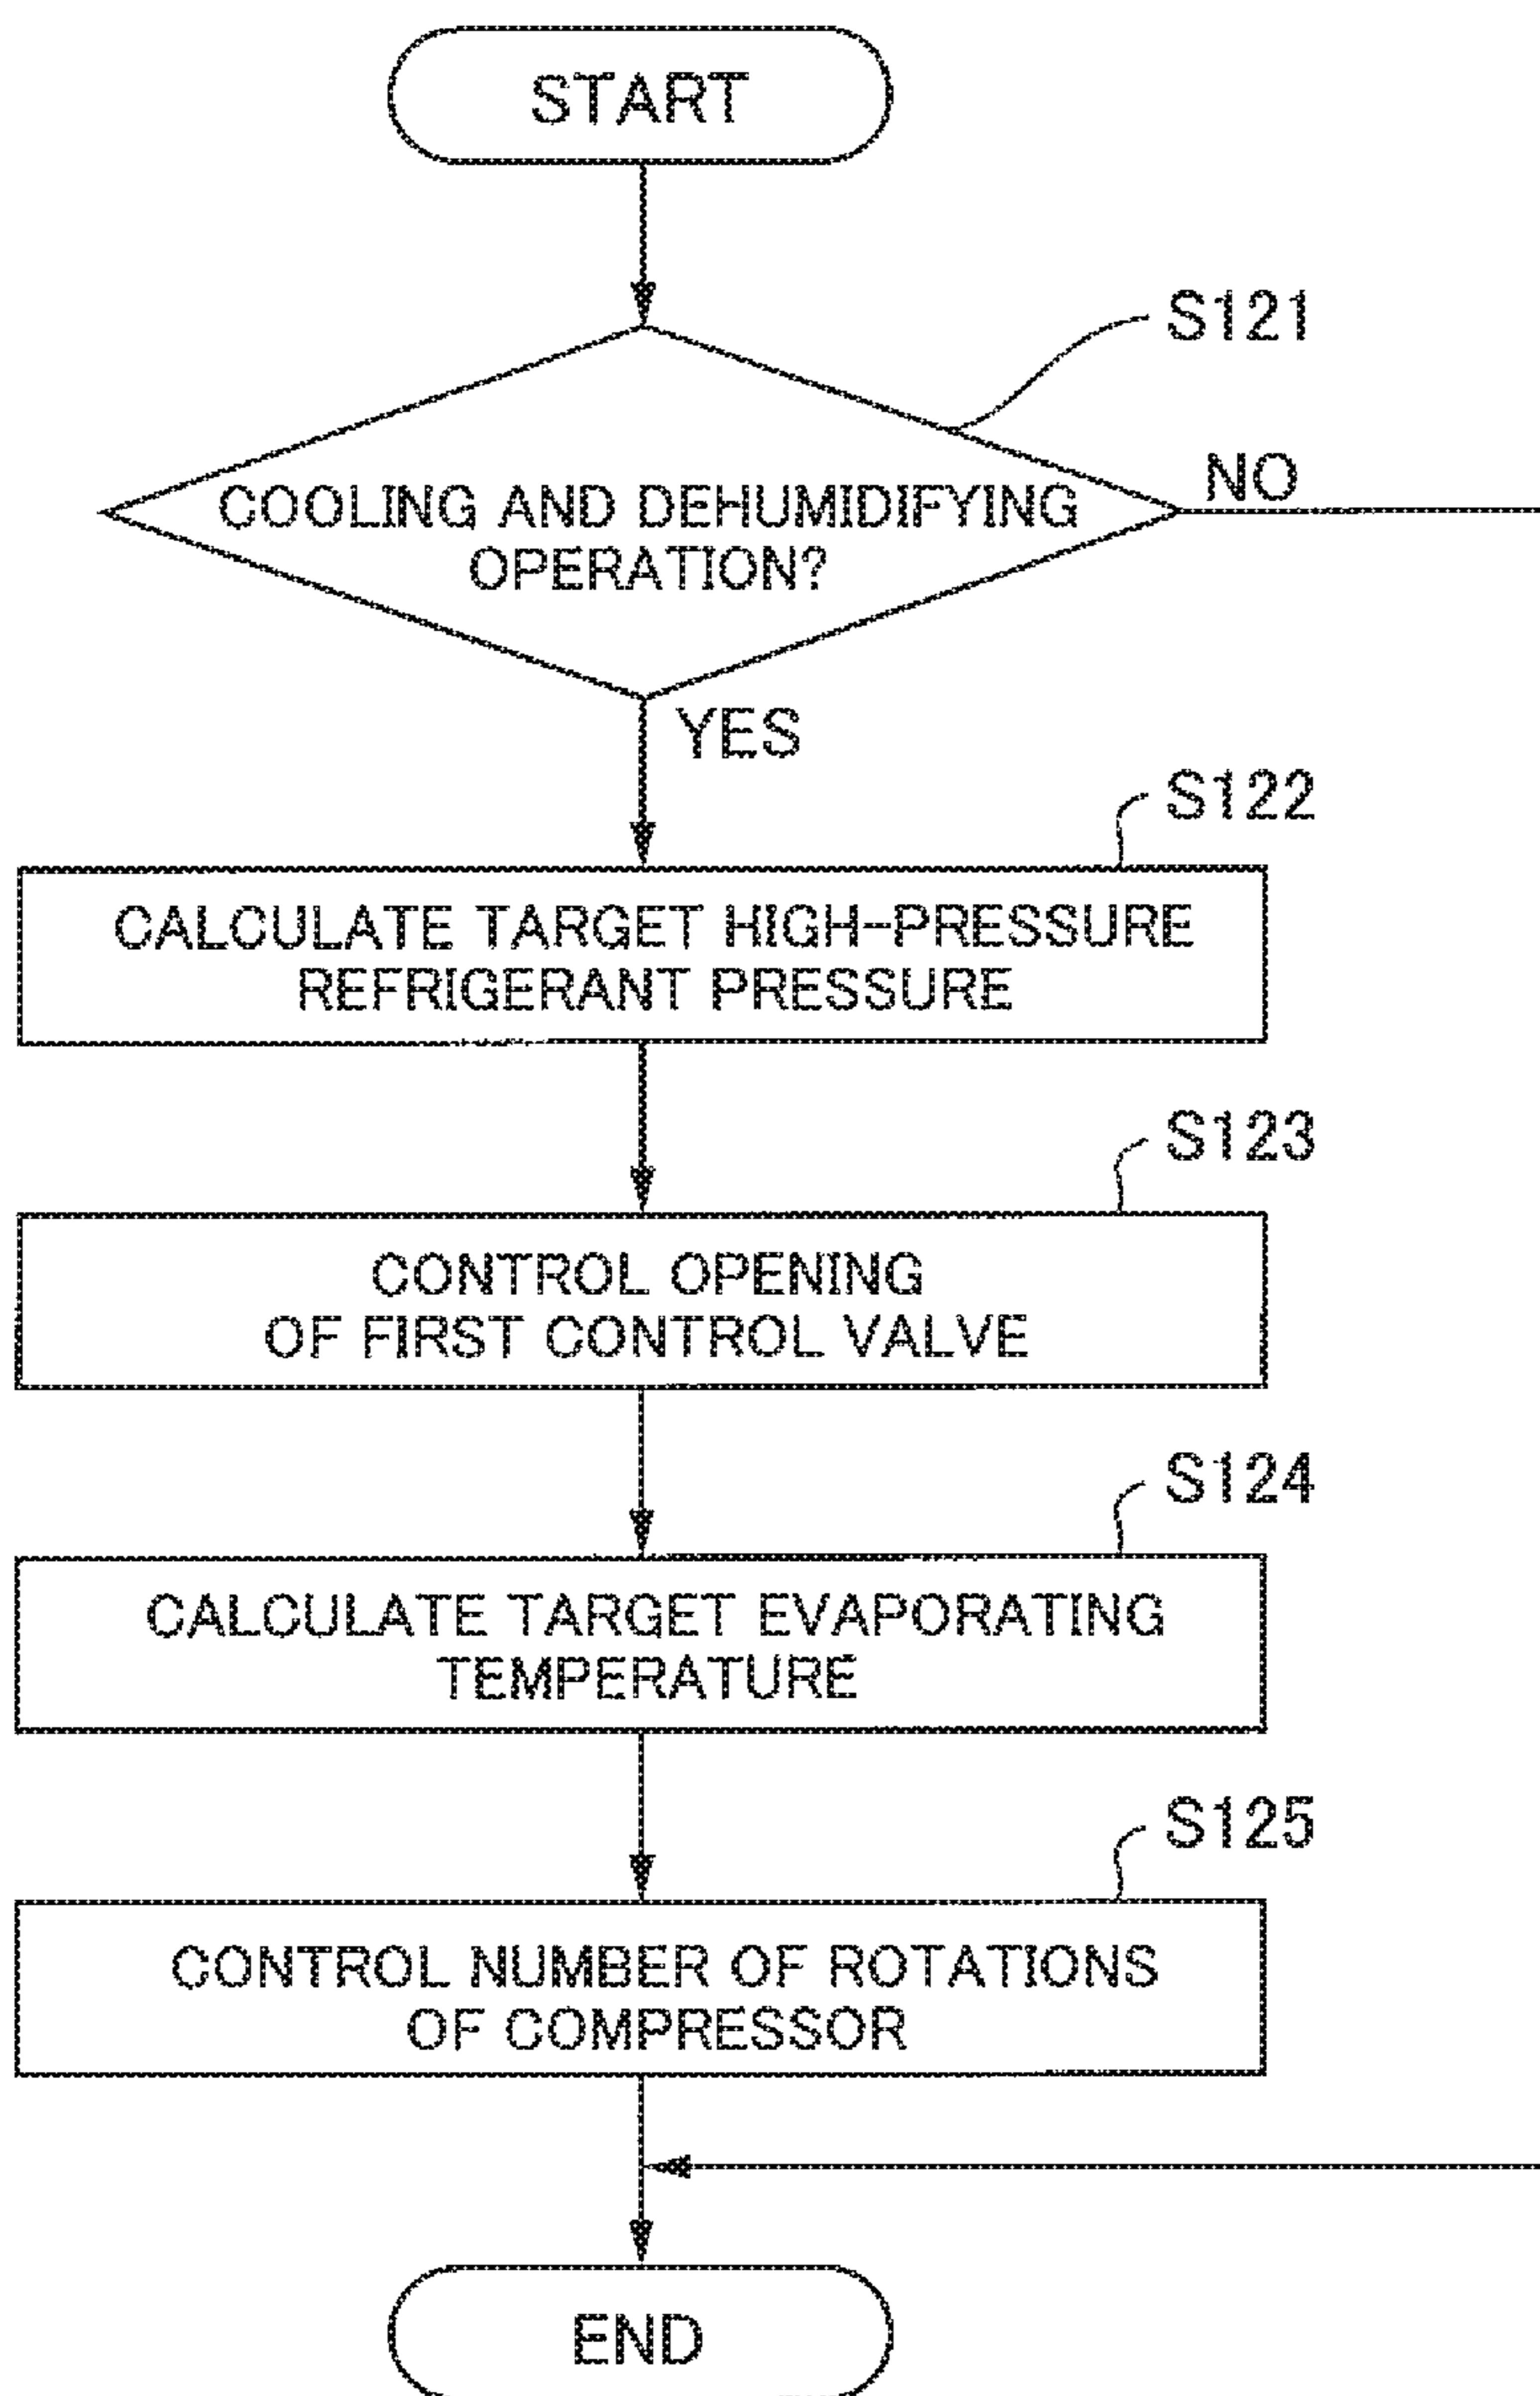 START
S121
NO
COOLING AND DEHUMIDIFYING
OPERATION?
YES
S122
CALCULATE TARGET HIGH-PRESSURE
REFRIGERANT PRESSURE
S123
CONTROL OPENING
OF FIRST CONTROL VALVE
S124
CALCULATE TARGET EVAPORATING
TEMPERATURE
S125
CONTROL NUMBER OF ROTATIONS
OF COMPRESSOR
END